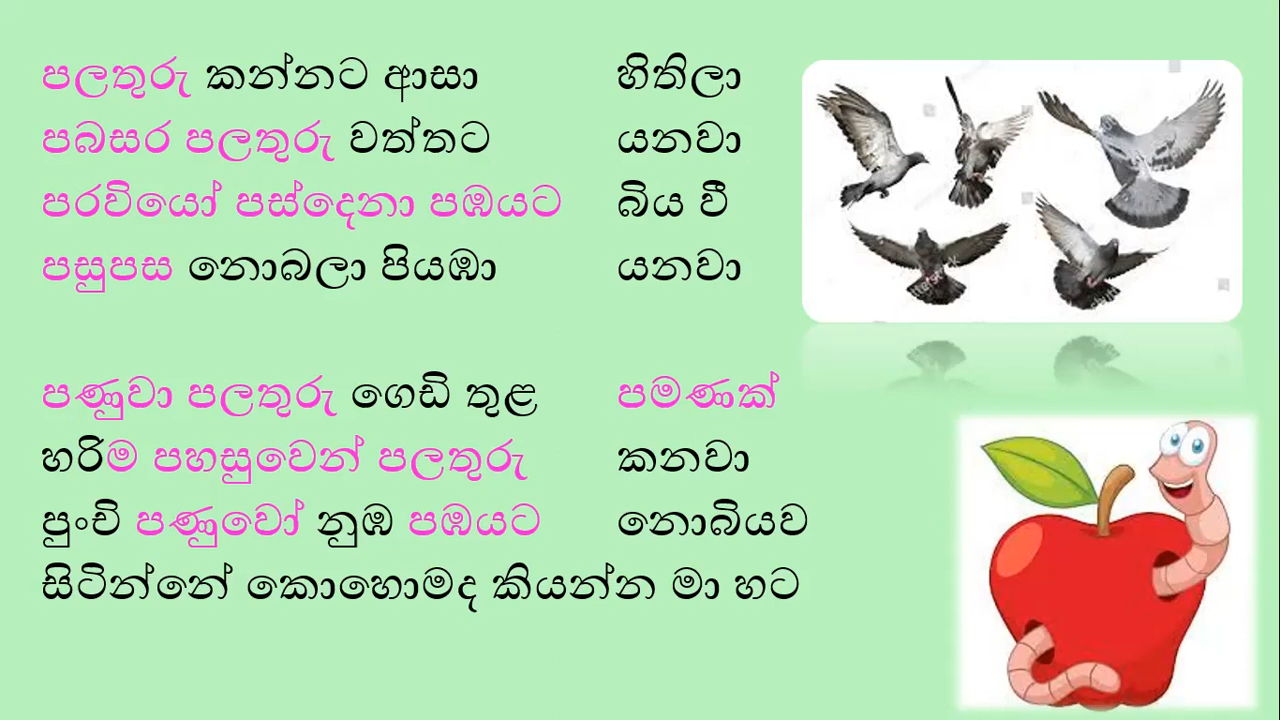 පලතුරු කන්නට ආසා හිතිලා
පබසර පලතුරු වත්තට යනවා
පරවියෝ පස්දෙනා පඹයට බිය වී
පසුපස නොබලා පියඹා යනවා
පණුවා පලතුරු ගෙඩි තුළ පමණක්
හරිම පහසුවෙන් පලතුරු කනවා
පුංචි පණුවෝ නුඹ පඹයට නොබියව
සිටින්නේ කොහොමද කියන්න මා හට